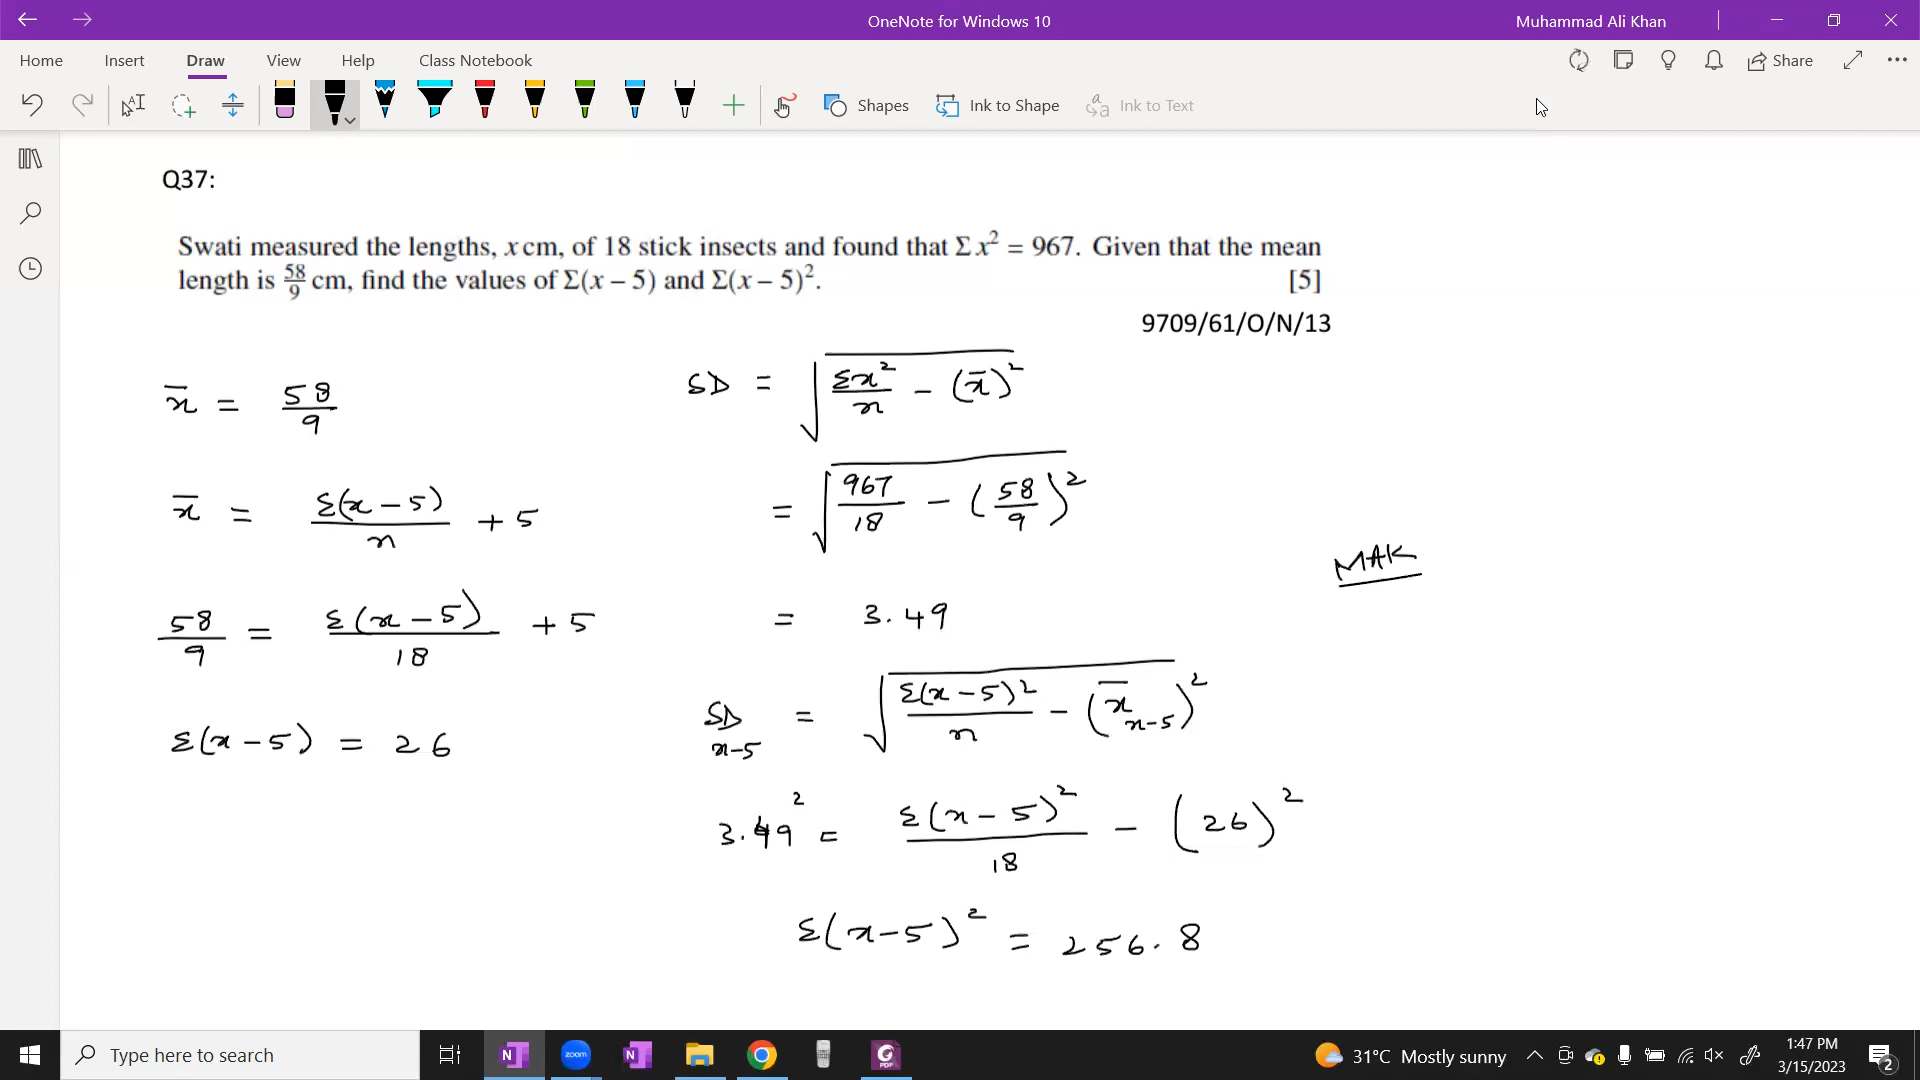 OneNote for Windows 10
Muhammad Ali Khan
Home Insert Draw View Help Class Notebook
Share
Shapes Ink to Shape Ink to Text
Q37:
Swati measured the lengths, x cm, of 18 stick insects and found that Σx² = 967. Given that the mean
length is 58/9 cm, find the values of Σ(x – 5) and Σ(x – 5)². [5]
9709/61/O/N/13
x̄ = 58/9
x̄ = Σ(x – 5)/n + 5
58/9 = Σ(x – 5)/18 + 5
Σ(x – 5) = 26
SD = √(Σx²/n – (x̄)²)
= √(967/18 – (58/9)²)
= 3.49
SD x–5 = √(Σ(x – 5)²/n – (x̄ x–5)²)
3.49² = Σ(x – 5)²/18 – (26)²
Σ(x – 5)² = 256.8
MAK
Type here to search
zoom
PDF
31°C Mostly sunny
1:47 PM
3/15/2023
2